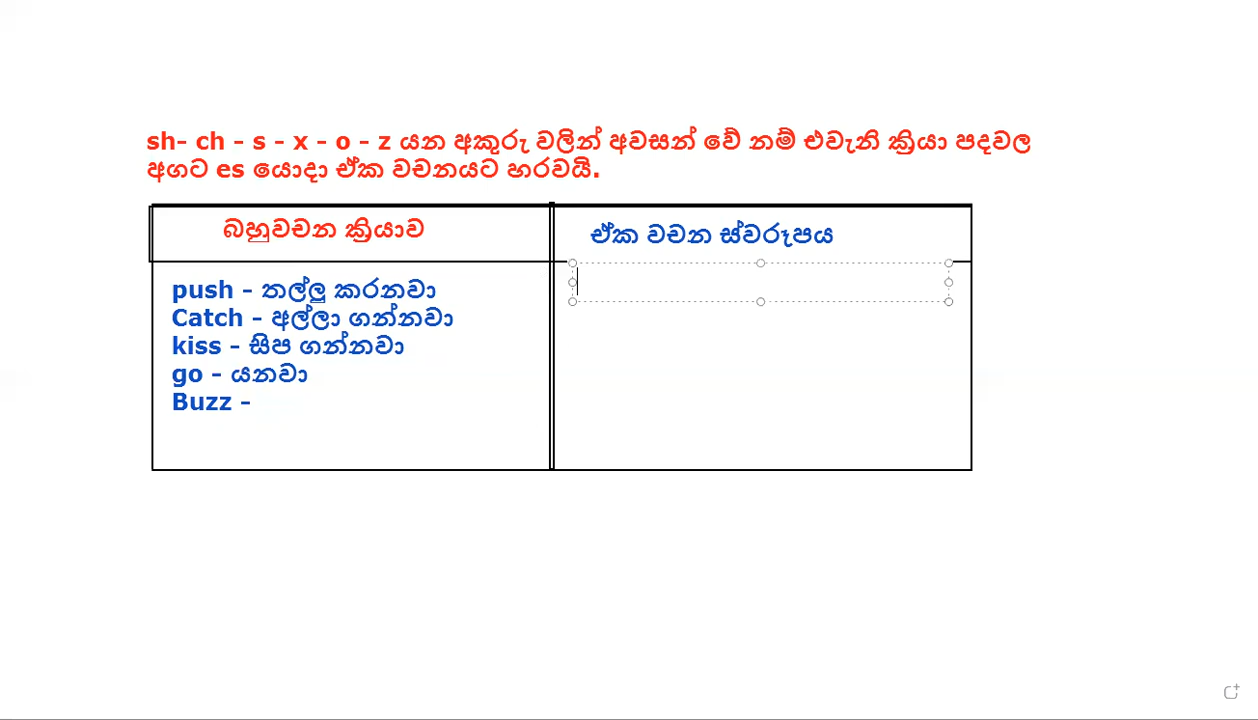 sh- ch - s - x - o - z යන අකුරු වලින් අවසන් වේ නම් එවැනි ක්‍රියා පදවල
අගට es යොදා ඒක වචනයට හරවයි.
බහුවචන ක්‍රියාව
ඒක වචන ස්වරූපය
push - තල්ලු කරනවා
Catch - අල්ලා ගන්නවා
kiss - සිප ගන්නවා
go - යනවා
Buzz -